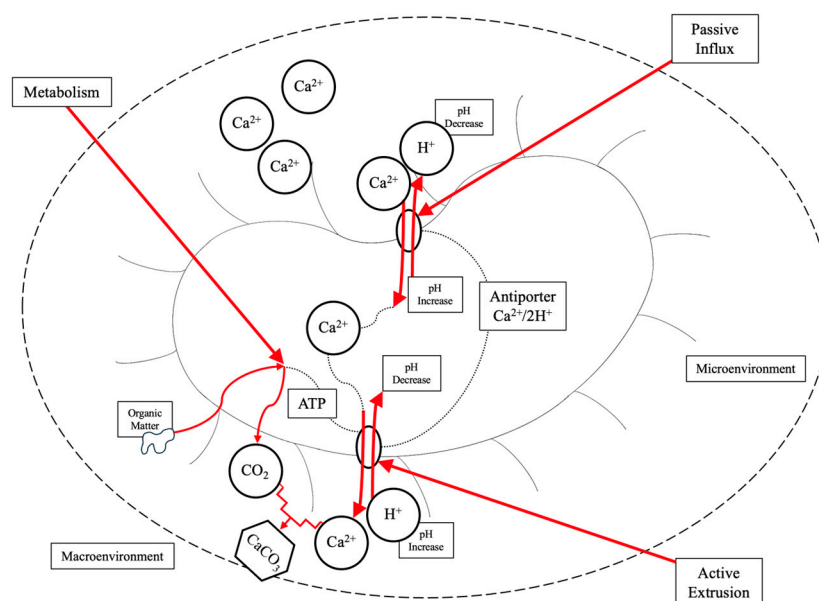 Passive
Influx
Metabolism
Ca²⁺
Ca²⁺
Ca²⁺
pH
Decrease
H⁺
Ca²⁺
pH
Increase
Antiporter
Ca²⁺/2H⁺
Ca²⁺
pH
Decrease
Microenvironment
ATP
Organic
Matter
CO₂
H⁺
Ca²⁺
pH
Increase
CaCO₃
Macroenvironment
Active
Extrusion